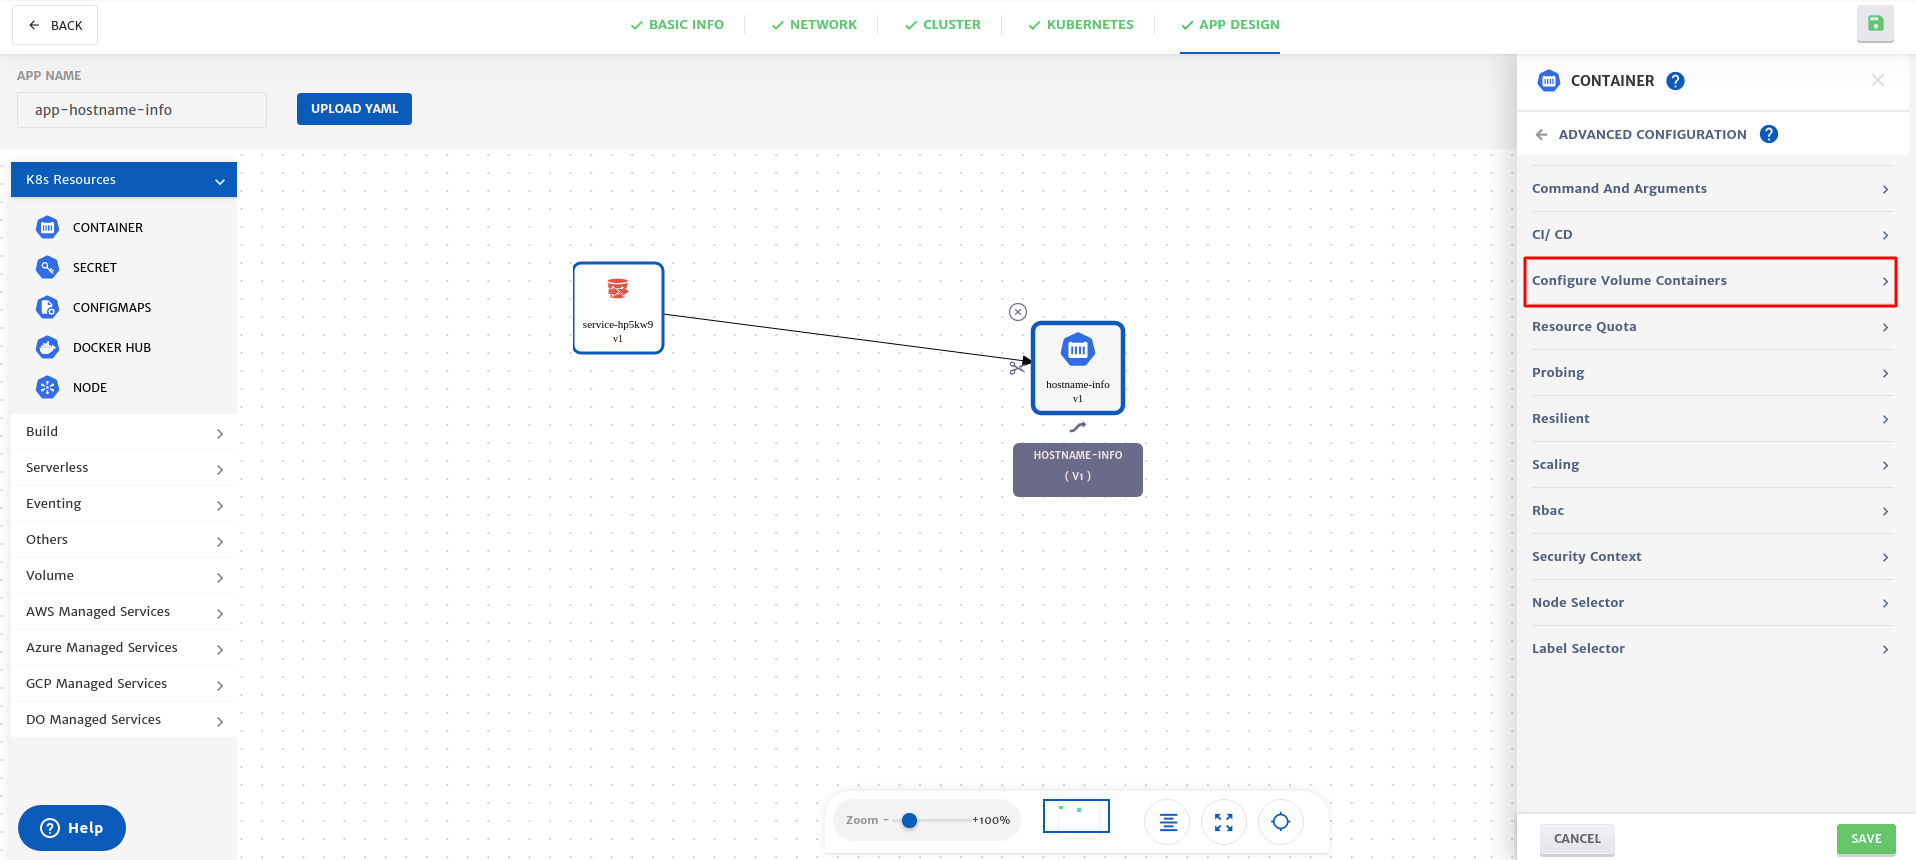 BACK
BASIC INFO
NETWORK
CLUSTER
KUBERNETES
APP DESIGN
APP NAME
app-hostname-info
UPLOAD YAML
K8s Resources
CONTAINER
SECRET
CONFIGMAPS
DOCKER HUB
NODE
Build
Serverless
Eventing
Others
Volume
AWS Managed Services
Azure Managed Services
GCP Managed Services
DO Managed Services
? Help
service-hp5kw9
v1
hostname-info
v1
HOSTNAME-INFO
( V1 )
Zoom - +100%
CONTAINER ?
ADVANCED CONFIGURATION ?
Command And Arguments
CI/ CD
Configure Volume Containers
Resource Quota
Probing
Resilient
Scaling
Rbac
Security Context
Node Selector
Label Selector
CANCEL
SAVE